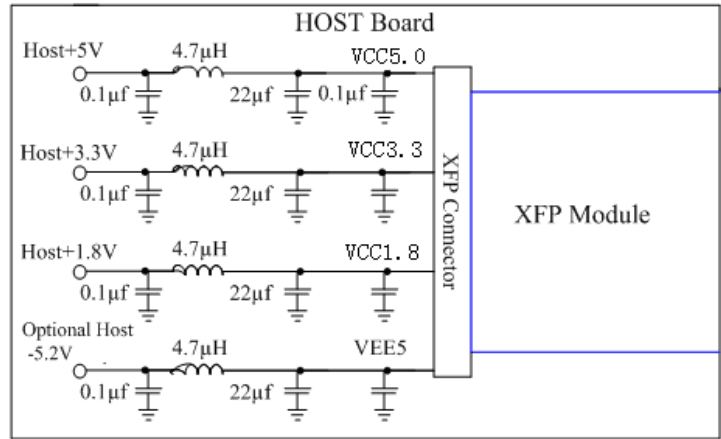 HOST Board
Host+5V
4.7μH
VCC5.0
0.1μf
22μf
0.1μf
Host+3.3V
4.7μH
VCC3.3
0.1μf
22μf
XFP Connector
XFP Module
Host+1.8V
4.7μH
VCC1.8
0.1μf
22μf
Optional Host
-5.2V
4.7μH
VEE5
0.1μf
22μf